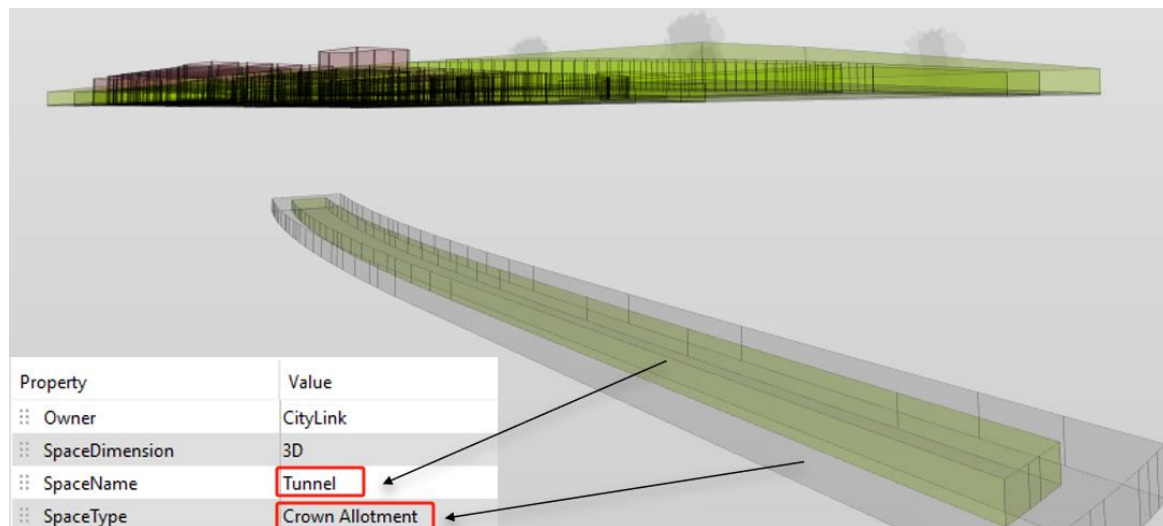 Property Value
Owner CityLink
SpaceDimension 3D
SpaceName Tunnel
SpaceType Crown Allotment